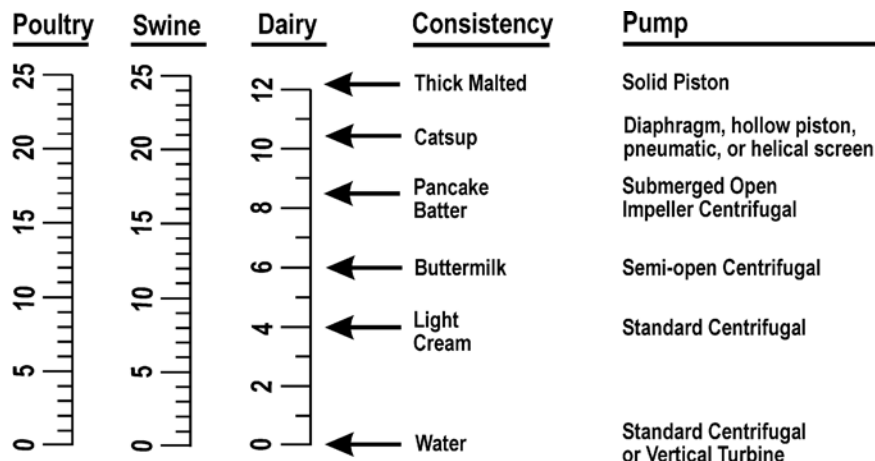 Poultry Swine Dairy Consistency Pump
25 25 12 Thick Malted Solid Piston
20 20 10 Catsup Diaphragm, hollow piston,
pneumatic, or helical screen
15 15 8 Pancake Submerged Open
Batter Impeller Centrifugal
10 10 6 Buttermilk Semi-open Centrifugal
5 5 4 Light Standard Centrifugal
Cream
2
0 0 0 Water Standard Centrifugal
or Vertical Turbine